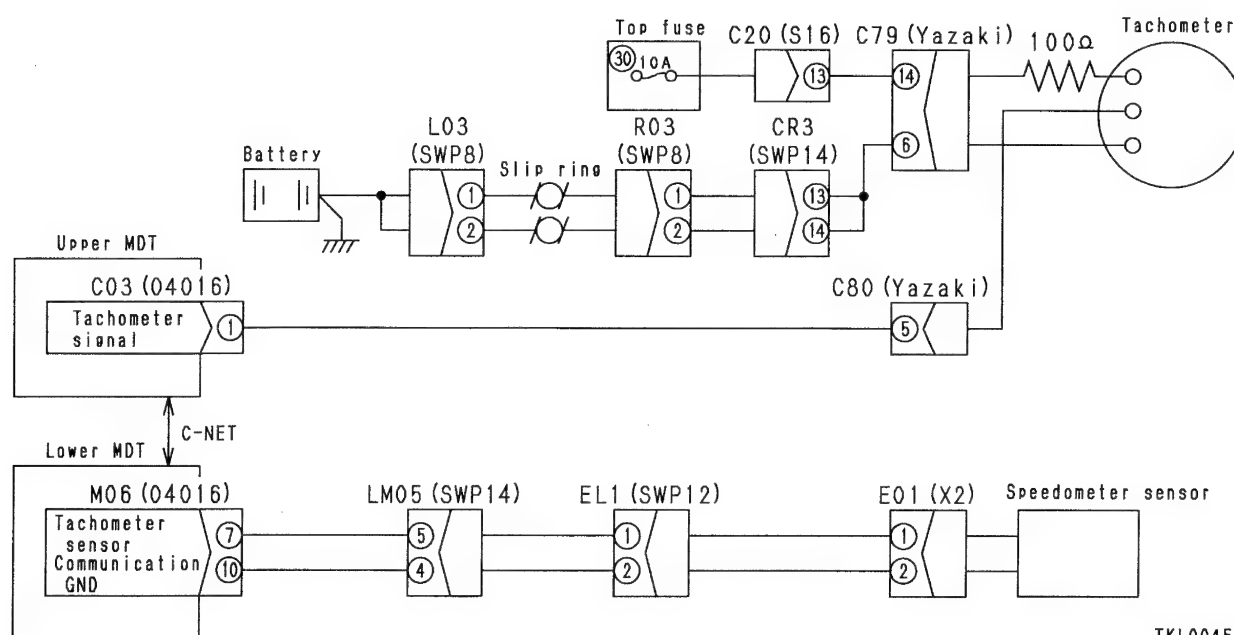 Top fuse
C20 (S16)
C79 (Yazaki)
100Ω
Tachometer
30
10A
13
14
6
Battery
L03
(SWP8)
Slip ring
R03
(SWP8)
CR3
(SWP14)
1
2
1
2
13
14
Upper MDT
C03 (04016)
Tachometer
signal
1
C80 (Yazaki)
5
C-NET
Lower MDT
M06 (04016)
Tachometer
sensor
Communication
GND
7
10
LM05 (SWP14)
5
4
EL1 (SWP12)
1
2
E01 (X2)
1
2
Speedometer sensor
TKL0045